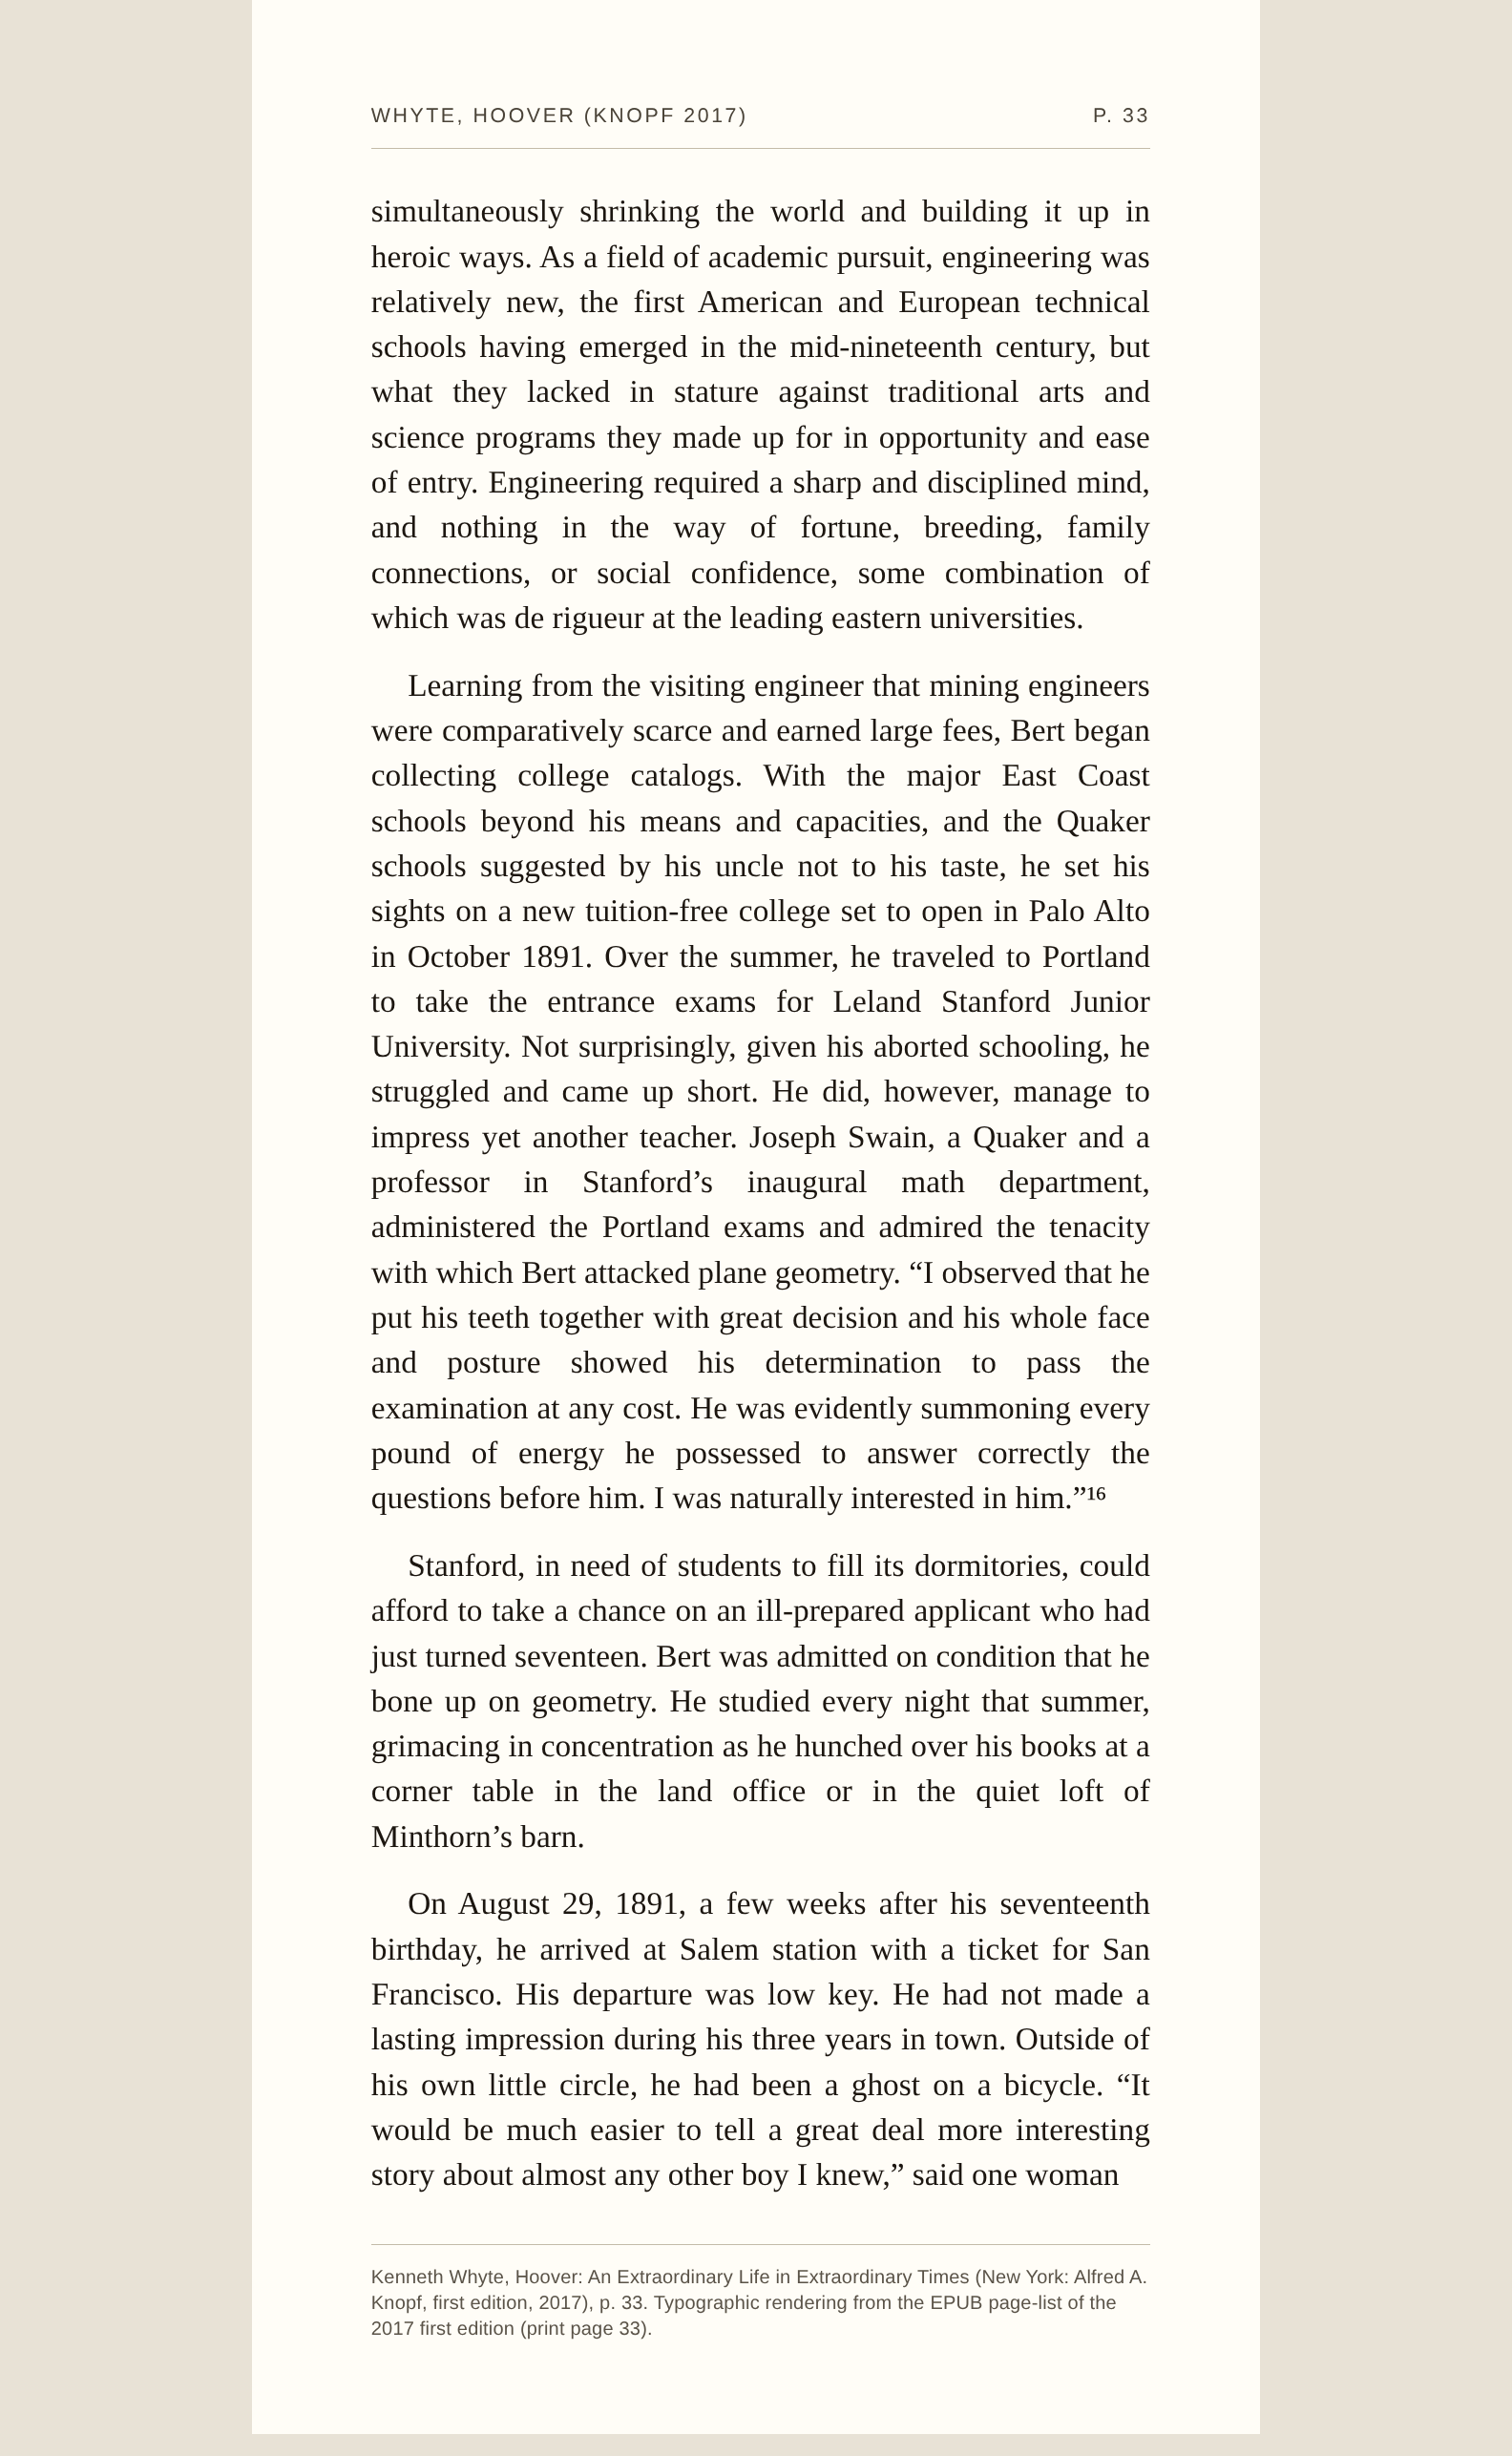 WHYTE, HOOVER (KNOPF 2017) P. 33
simultaneously shrinking the world and building it up in
heroic ways. As a field of academic pursuit, engineering was
relatively new, the first American and European technical
schools having emerged in the mid-nineteenth century, but
what they lacked in stature against traditional arts and
science programs they made up for in opportunity and ease
of entry. Engineering required a sharp and disciplined mind,
and nothing in the way of fortune, breeding, family
connections, or social confidence, some combination of
which was de rigueur at the leading eastern universities.
Learning from the visiting engineer that mining engineers
were comparatively scarce and earned large fees, Bert began
collecting college catalogs. With the major East Coast
schools beyond his means and capacities, and the Quaker
schools suggested by his uncle not to his taste, he set his
sights on a new tuition-free college set to open in Palo Alto
in October 1891. Over the summer, he traveled to Portland
to take the entrance exams for Leland Stanford Junior
University. Not surprisingly, given his aborted schooling, he
struggled and came up short. He did, however, manage to
impress yet another teacher. Joseph Swain, a Quaker and a
professor in Stanford’s inaugural math department,
administered the Portland exams and admired the tenacity
with which Bert attacked plane geometry. “I observed that he
put his teeth together with great decision and his whole face
and posture showed his determination to pass the
examination at any cost. He was evidently summoning every
pound of energy he possessed to answer correctly the
questions before him. I was naturally interested in him.”¹⁶
Stanford, in need of students to fill its dormitories, could
afford to take a chance on an ill-prepared applicant who had
just turned seventeen. Bert was admitted on condition that he
bone up on geometry. He studied every night that summer,
grimacing in concentration as he hunched over his books at a
corner table in the land office or in the quiet loft of
Minthorn’s barn.
On August 29, 1891, a few weeks after his seventeenth
birthday, he arrived at Salem station with a ticket for San
Francisco. His departure was low key. He had not made a
lasting impression during his three years in town. Outside of
his own little circle, he had been a ghost on a bicycle. “It
would be much easier to tell a great deal more interesting
story about almost any other boy I knew,” said one woman
Kenneth Whyte, Hoover: An Extraordinary Life in Extraordinary Times (New York: Alfred A.
Knopf, first edition, 2017), p. 33. Typographic rendering from the EPUB page-list of the
2017 first edition (print page 33).